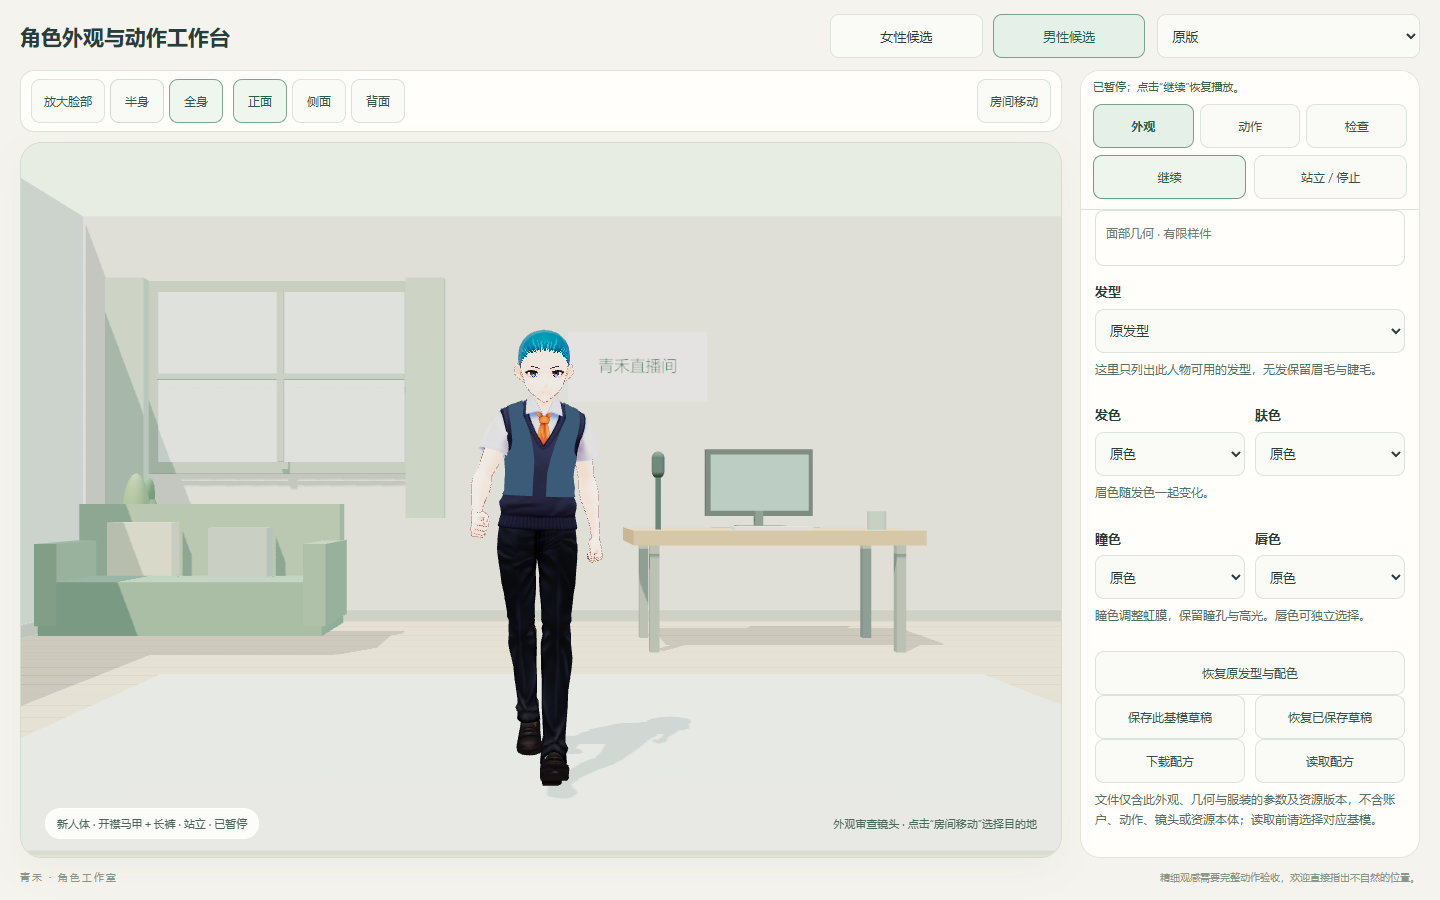 角色外观与动作工作台
女性候选
男性候选
原版
放大脸部
半身
全身
正面
侧面
背面
房间移动
已暂停；点击“继续”恢复播放。
外观
动作
检查
继续
站立 / 停止
面部几何 · 有限样件
发型
原发型
这里只列出此人物可用的发型，无发保留眉毛与睫毛。
发色
肤色
原色
原色
眉色随发色一起变化。
瞳色
唇色
原色
原色
瞳色调整虹膜，保留瞳孔与高光。唇色可独立选择。
恢复原发型与配色
保存此基模草稿
恢复已保存草稿
下载配方
读取配方
文件仅含此外观、几何与服装的参数及资源版本，不含账
户、动作、镜头或资源本体；读取前请选择对应基模。
青禾直播间
新人体 · 开襟马甲 + 长裤 · 站立 · 已暂停
外观审查镜头 · 点击“房间移动”选择目的地
青禾 · 角色工作室
精细观感需要完整动作验收，欢迎直接指出不自然的位置。